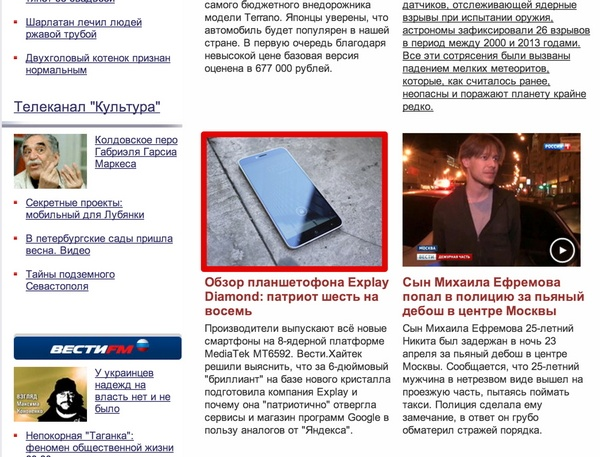 Шарлатан лечил людей
ржавой трубой
Двухголовый котенок признан
нормальным
Телеканал "Культура"
Колдовское перо
Габриэля Гарсиа
Маркеса
Секретные проекты:
мобильный для Лубянки
В петербургские сады пришла
весна. Видео
Тайны подземного
Севастополя
ВЕСТИFM
ВЗГЛЯД
У украинцев
надежд на
власть нет и не
было
Непокорная "Таганка":
феномен общественной жизни
самого бюджетного внедорожника
модели Terrano. Японцы уверены, что
автомобиль будет популярен в нашей
стране. В первую очередь благодаря
невысокой цене базовая версия
оценена в 677 000 рублей.
Обзор планшетофона Explay
Diamond: патриот шесть на
восемь
Производители выпускают всё новые
смартфоны на 8-ядерной платформе
MediaTek MT6592. Вести.Хайтек
решили выяснить, чем за 6-дюймовый
"бриллиант" на базе нового кристалла
подготовила компания Explay и
почему она "патриотично" отвергла
сервисы и магазин программ Google в
пользу аналогов от "Яндекса".
датчиков, отслеживающей ядерные
взрывы при испытании оружия,
астрономы зафиксировали 26 взрывов
в период между 2000 и 2013 годами.
Все эти сотрясения были вызваны
падением мелких метеоритов,
которые, как считалось ранее,
неопасны и поражают планету крайне
редко.
РОССИЯ
МОСКВА
ВЕСТИ ДЕЖУРНАЯ ЧАСТЬ
Сын Михаила Ефремова
попал в полицию за пьяный
дебош в центре Москвы
Сын Михаила Ефремова 25-летний
Никита был задержан в ночь 23
апреля за пьяный дебош в центре
Москвы. Сообщается, что 25-летний
мужчина в нетрезвом виде вышел на
проезжую часть, пытаясь поймать
такси. Полиция сделала ему
замечание, в ответ он грубо
обматерил стражей порядка.